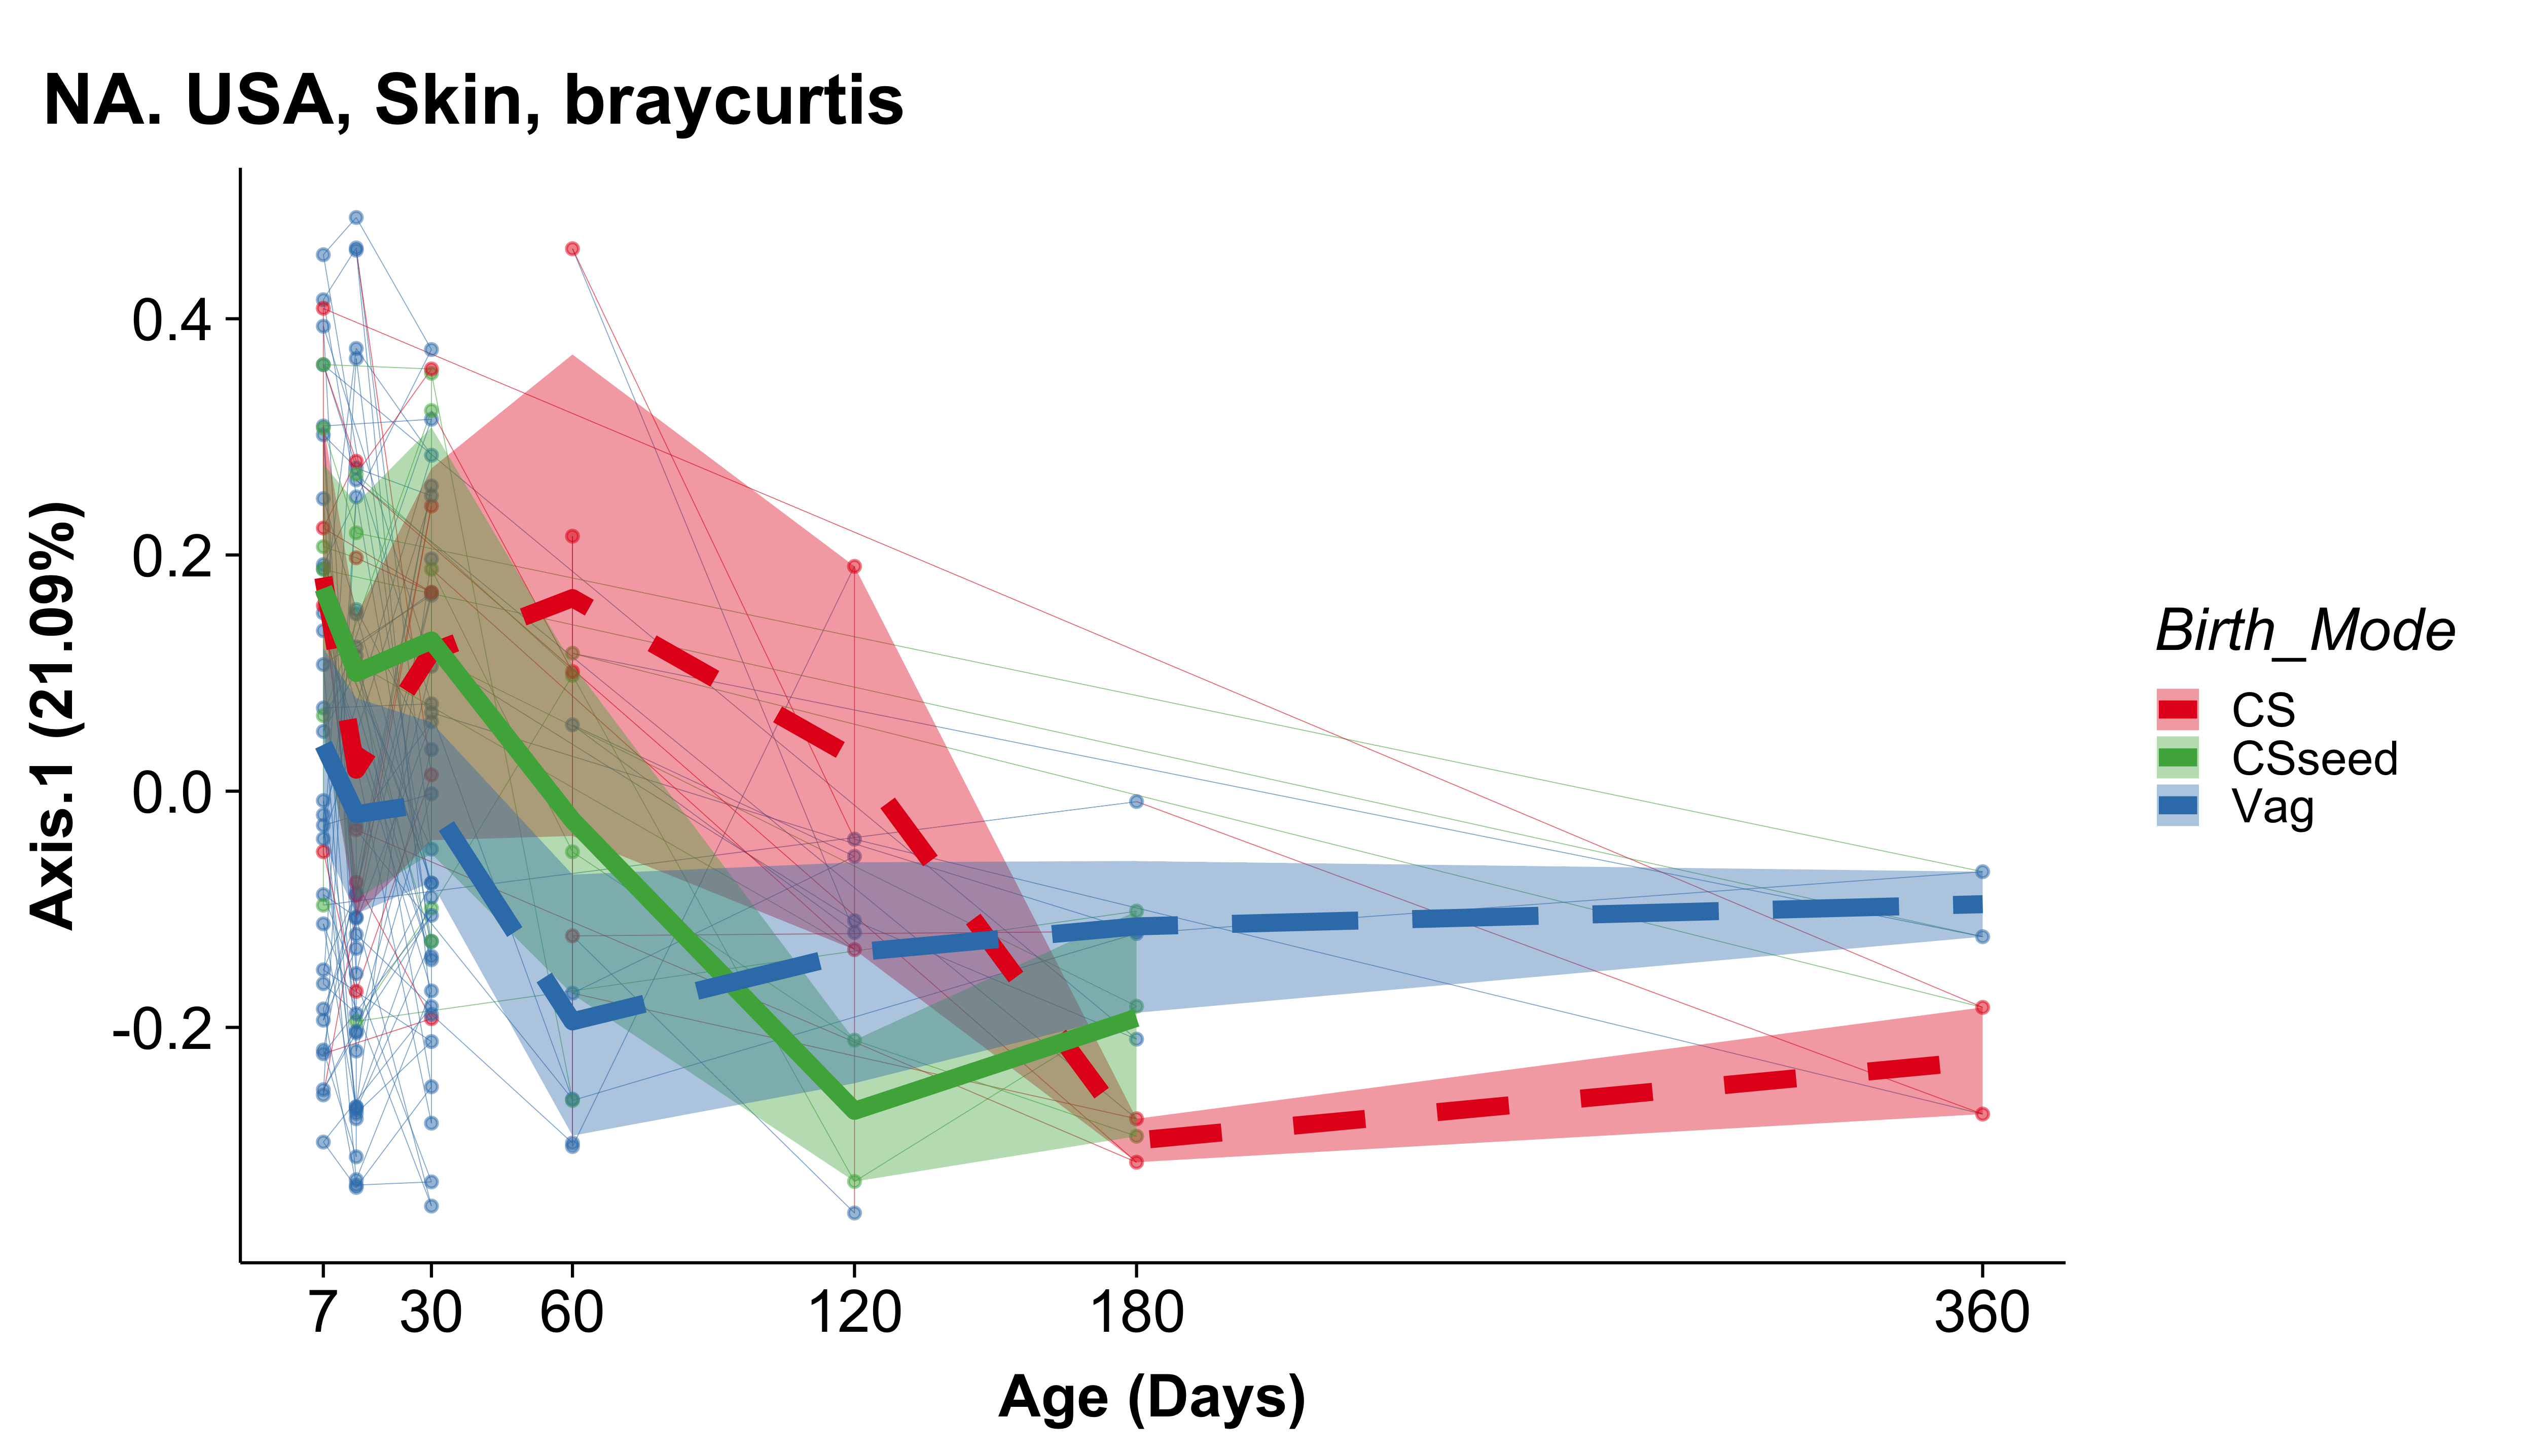 NA. USA, Skin, braycurtis
Axis.1 (21.09%)
0.4
0.2
0.0
-0.2
7 30 60 120 180 360
Age (Days)
Birth_Mode
CS
CSseed
Vag